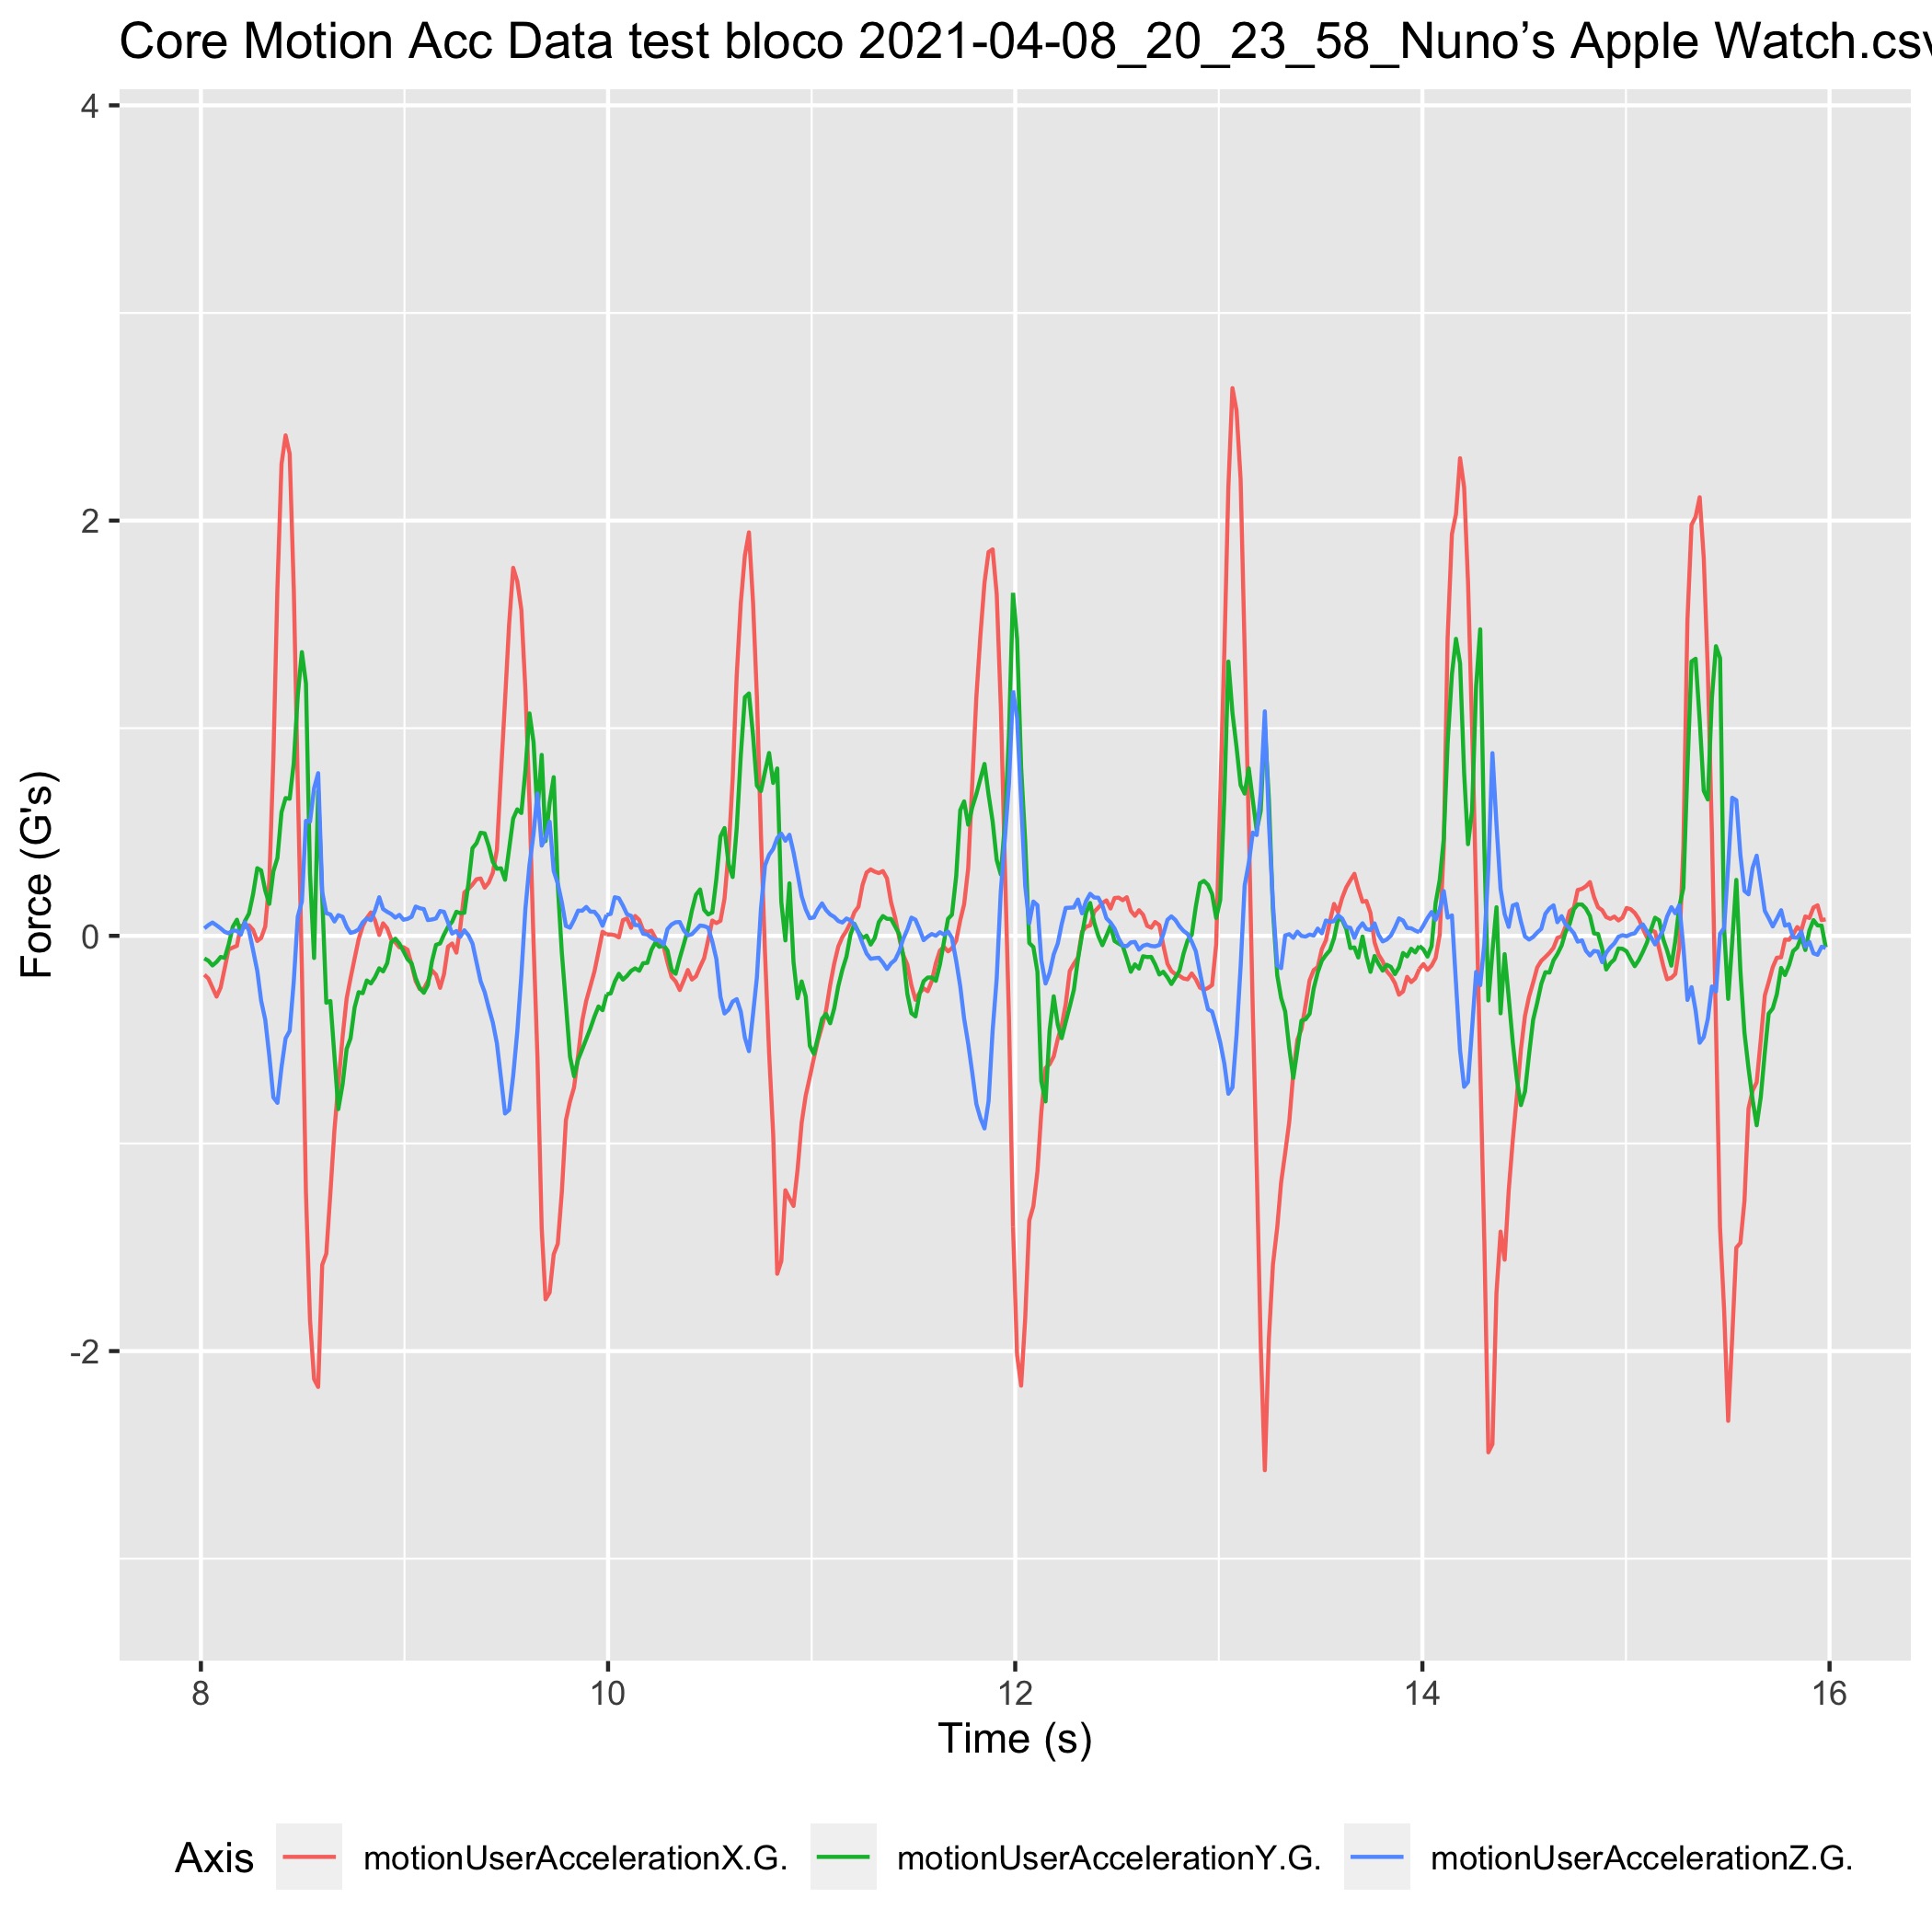 Core Motion Acc Data test bloco 2021-04-08_20_23_58_Nuno’s Apple Watch.csv
4
2
0
-2
Force (G's)
8 10 12 14 16
Time (s)
Axis motionUserAccelerationX.G. motionUserAccelerationY.G. motionUserAccelerationZ.G.